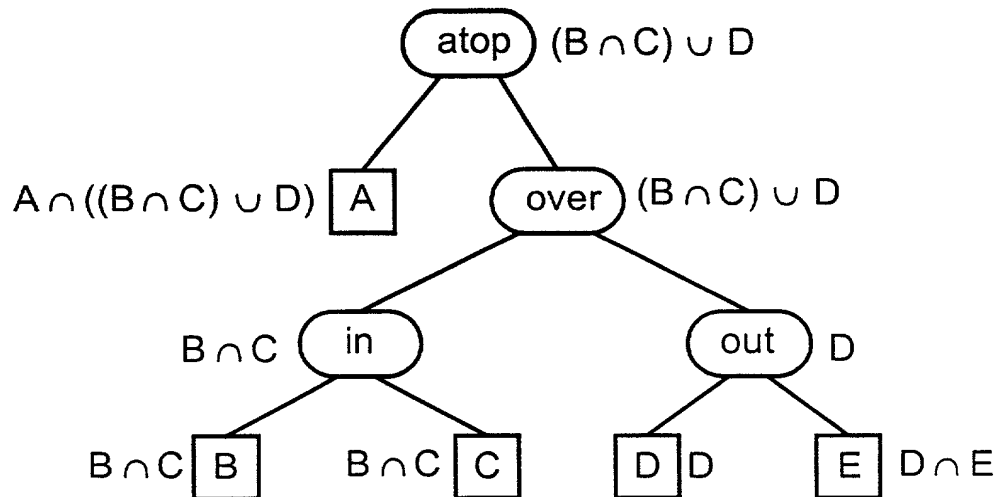 atop (B ∩ C) ∪ D
A ∩ ((B ∩ C) ∪ D) A over (B ∩ C) ∪ D
B ∩ C in out D
B ∩ C B B ∩ C C D D E D ∩ E